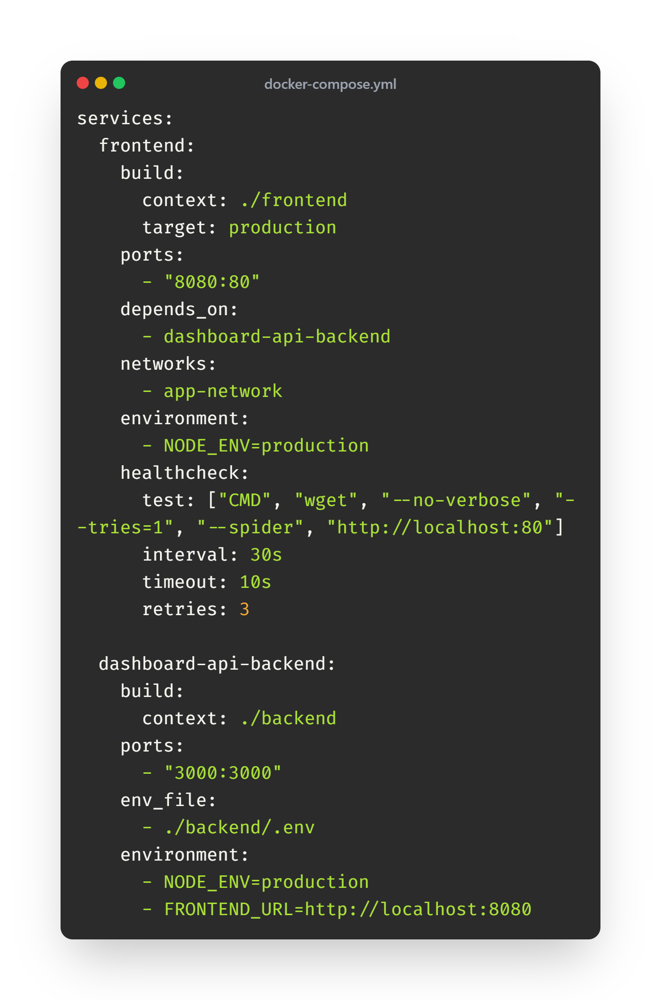 docker-compose.yml
services:
  frontend:
    build:
      context: ./frontend
      target: production
    ports:
      - "8080:80"
    depends_on:
      - dashboard-api-backend
    networks:
      - app-network
    environment:
      - NODE_ENV=production
    healthcheck:
      test: ["CMD", "wget", "--no-verbose", "-
-tries=1", "--spider", "http://localhost:80"]
      interval: 30s
      timeout: 10s
      retries: 3

  dashboard-api-backend:
    build:
      context: ./backend
    ports:
      - "3000:3000"
    env_file:
      - ./backend/.env
    environment:
      - NODE_ENV=production
      - FRONTEND_URL=http://localhost:8080